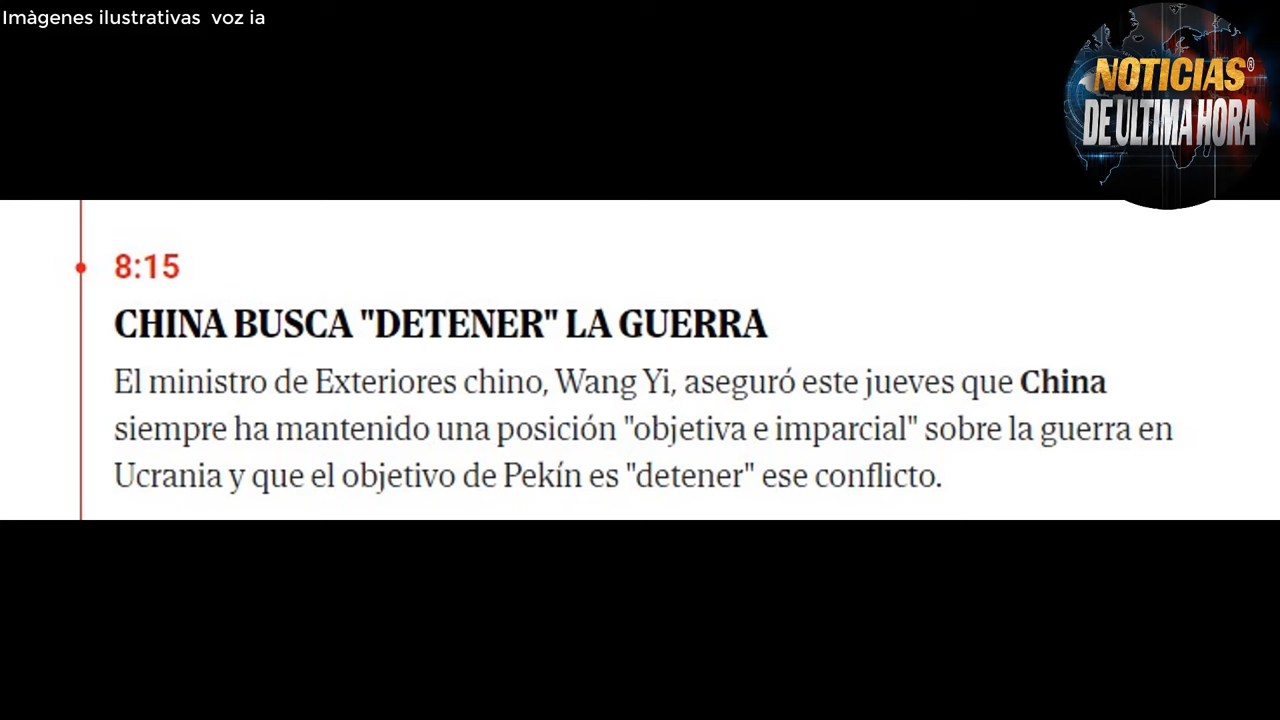 Imàgenes ilustrativas  voz ia
NOTICIAS®
DE ULTIMA HORA
8:15
CHINA BUSCA "DETENER" LA GUERRA
El ministro de Exteriores chino, Wang Yi, aseguró este jueves que China
siempre ha mantenido una posición "objetiva e imparcial" sobre la guerra en
Ucrania y que el objetivo de Pekín es "detener" ese conflicto.